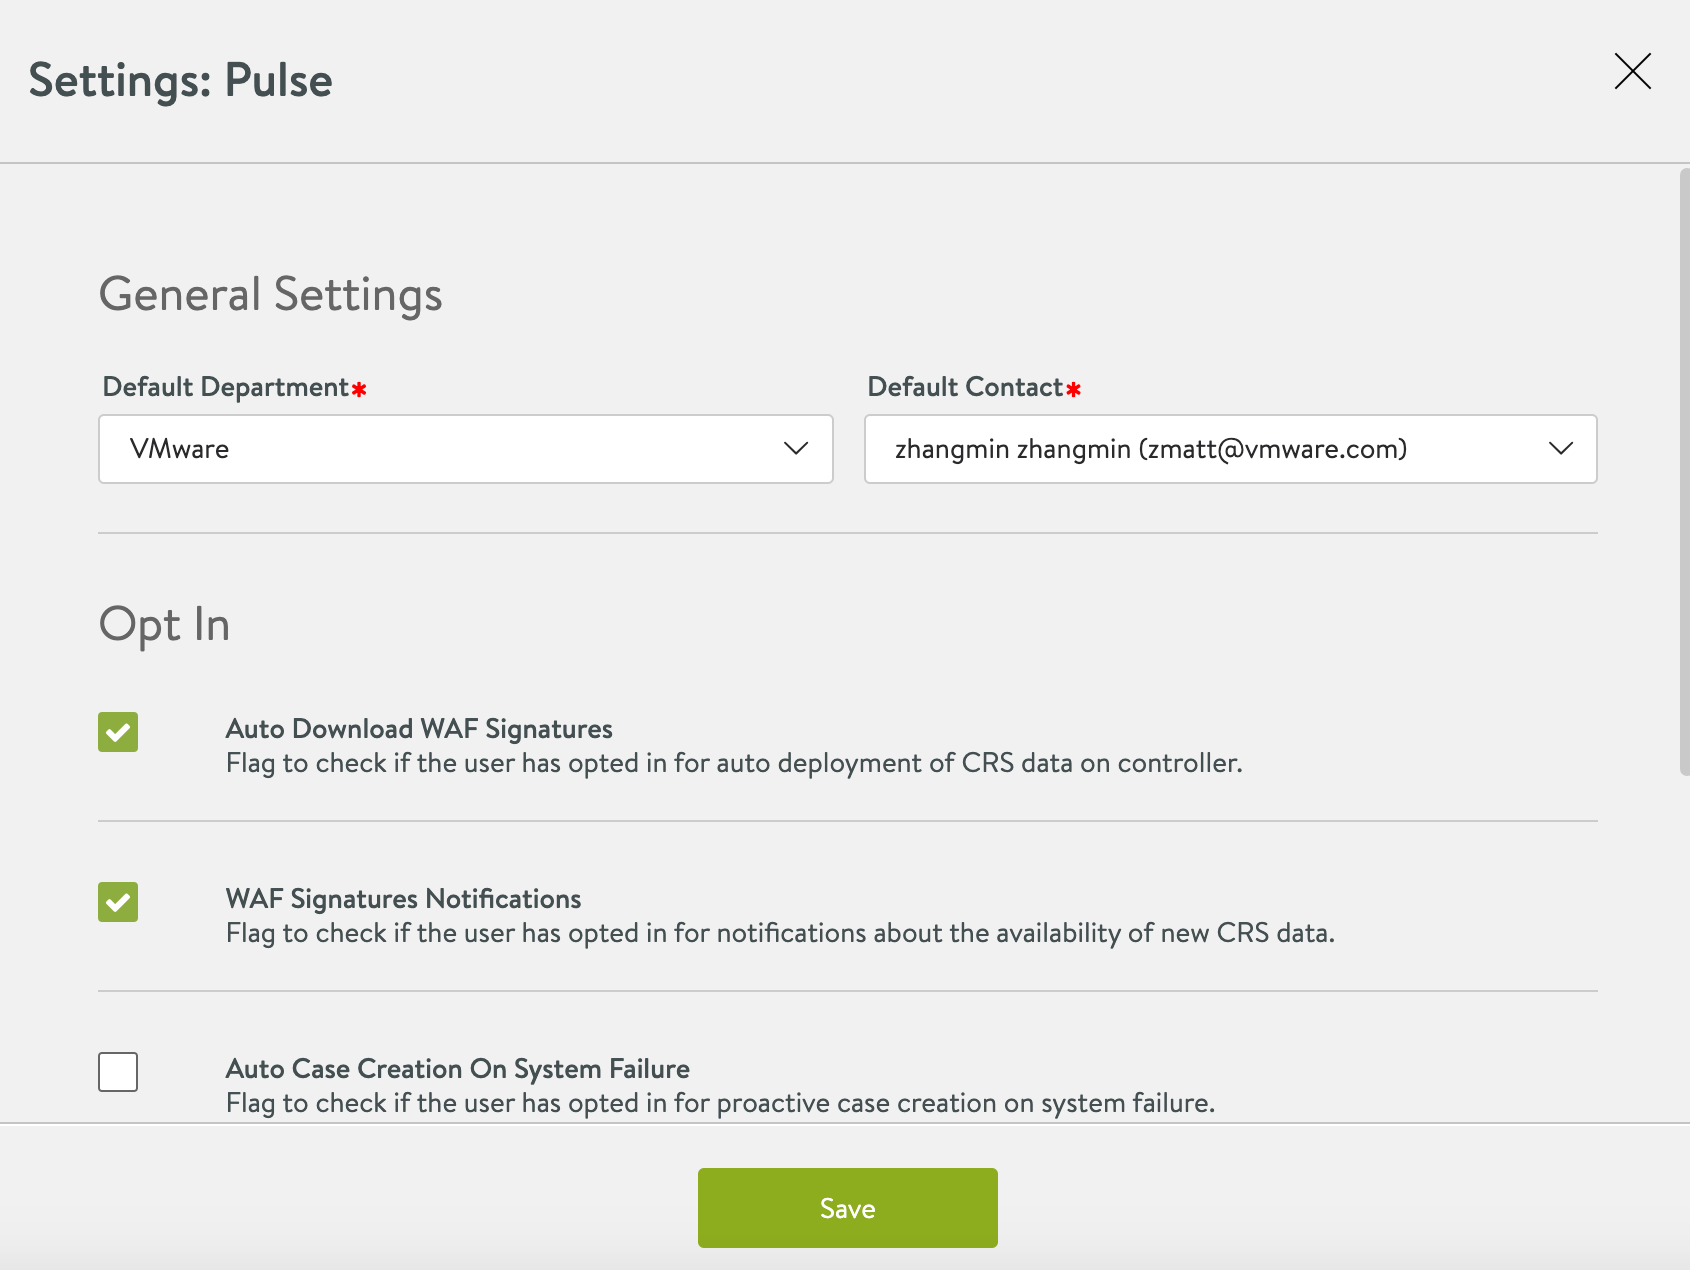 Settings: Pulse
General Settings
Default Department*
Default Contact*
VMware
zhangmin zhangmin (zmatt@vmware.com)
Opt In
Auto Download WAF Signatures
Flag to check if the user has opted in for auto deployment of CRS data on controller.
WAF Signatures Notifications
Flag to check if the user has opted in for notifications about the availability of new CRS data.
Auto Case Creation On System Failure
Flag to check if the user has opted in for proactive case creation on system failure.
Save